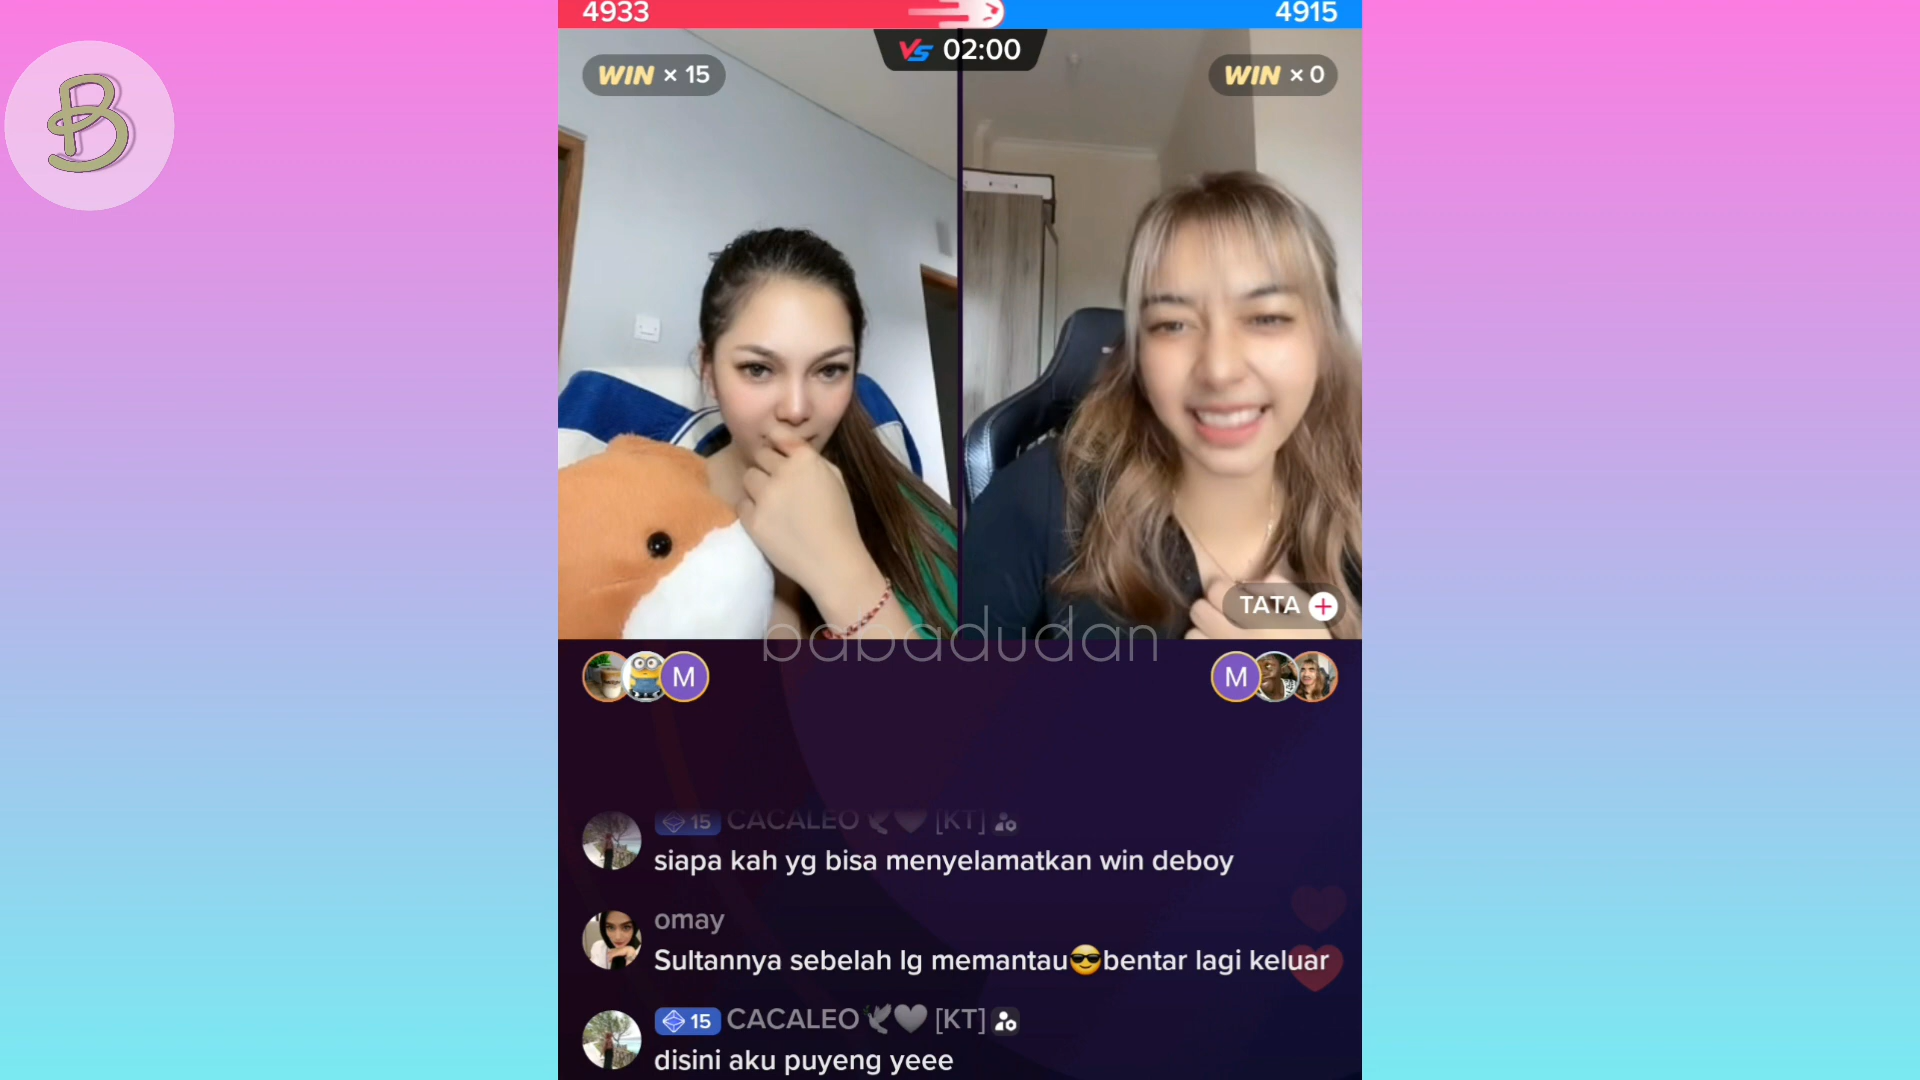 4933
4915
VS 02:00
WIN × 15
WIN × 0
B
TATA
babadudan
M
M
15 CACALEO [KT]
siapa kah yg bisa menyelamatkan win deboy
omay
Sultannya sebelah lg memantau😎bentar lagi keluar
15 CACALEO [KT]
disini aku puyeng yeee